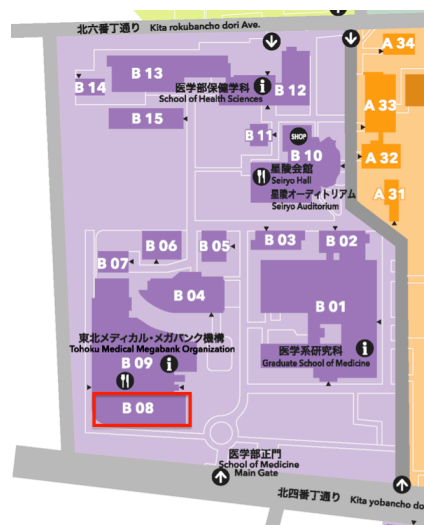 北六番丁通り Kita rokubancho dori Ave.
A 34
B 13
B 14
医学部保健学科
School of Health Sciences
B 12
A 33
B 15
B 11
SHOP
B 10
A 32
星陵会館
Seiryo Hall
星陵オーディトリアム
Seiryo Auditorium
A 31
B 06
B 05
B 03
B 02
B 07
B 04
B 01
東北メディカル・メガバンク機構
Tohoku Medical Megabank Organization
B 09
医学系研究科
Graduate School of Medicine
B 08
医学部正門
School of Medicine
Main Gate
北四番丁通り Kita yobancho do